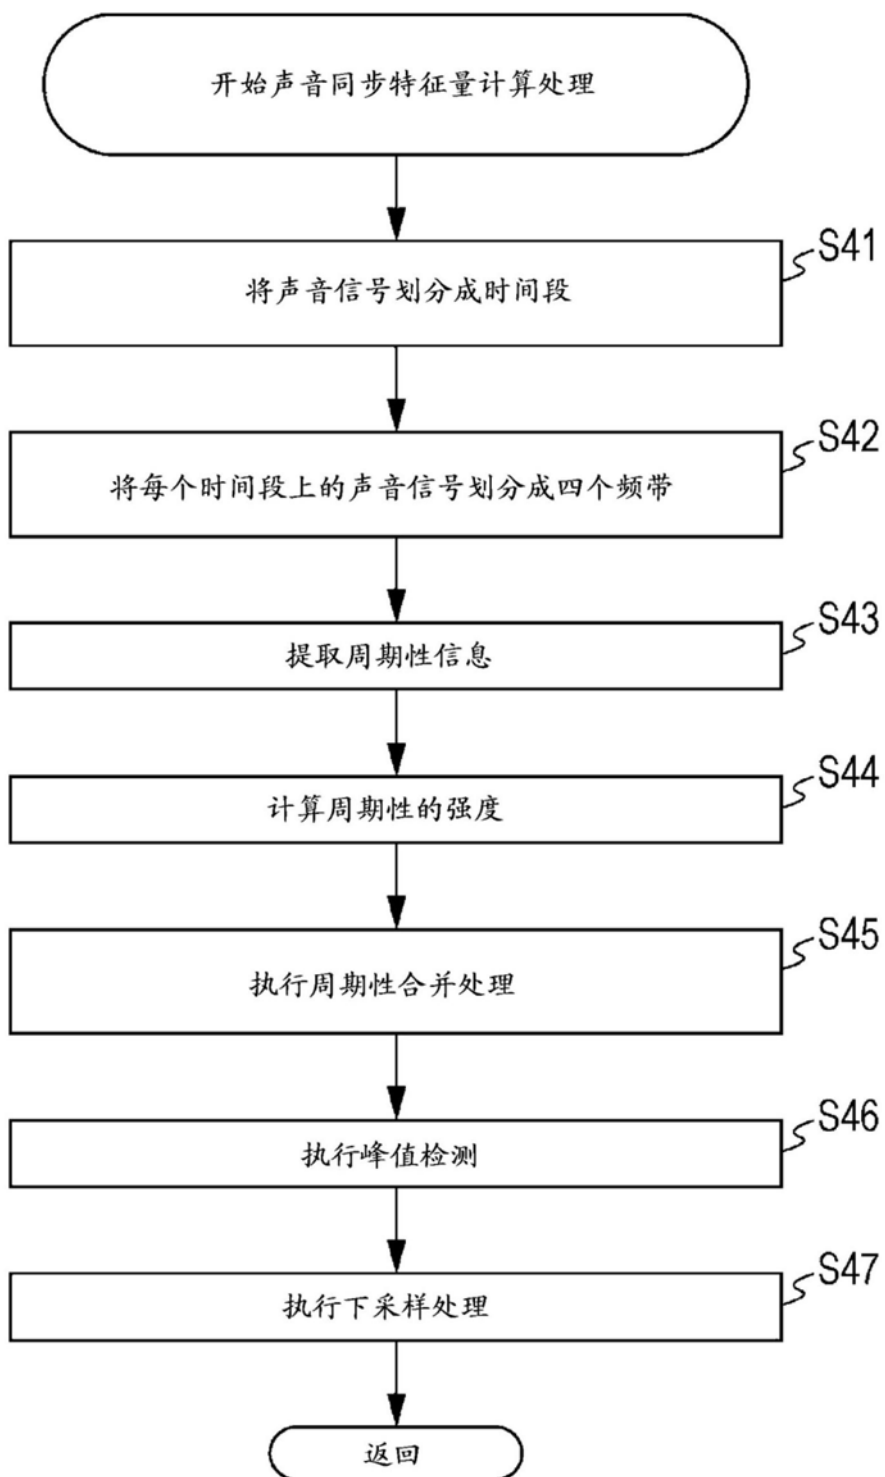 开始声音同步特征量计算处理
S41
将声音信号划分成时间段
S42
将每个时间段上的声音信号划分成四个频带
S43
提取周期性信息
S44
计算周期性的强度
S45
执行周期性合并处理
S46
执行峰值检测
S47
执行下采样处理
返回